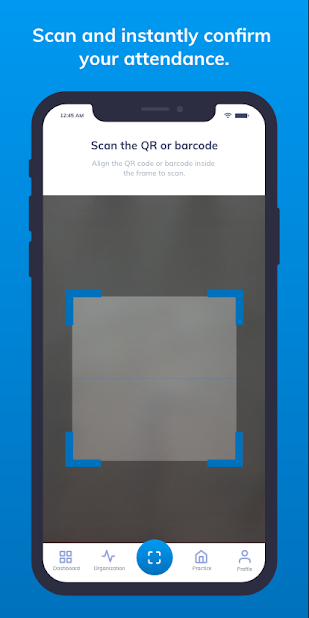 Scan and instantly confirm
your attendance.
12:45 AM
Scan the QR or barcode
Align the QR code or barcode inside
the frame to scan.
Dashboard Organization Practice Profile